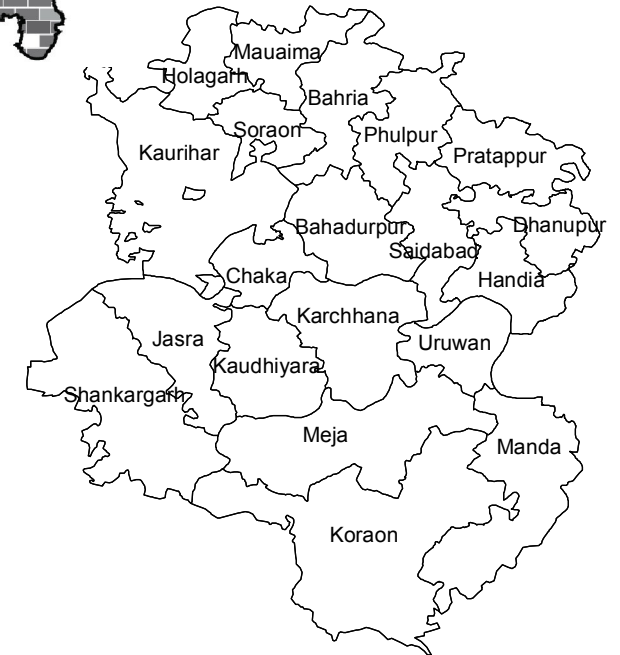 Mauaima
Holagarh
Bahria
Soraon
Phulpur
Kaurihar
Pratappur
Bahadurpur
Dhanupur
Saidabad
Chaka
Handia
Karchhana
Jasra
Uruwan
Kaudhiyara
Shankargarh
Meja
Manda
Koraon